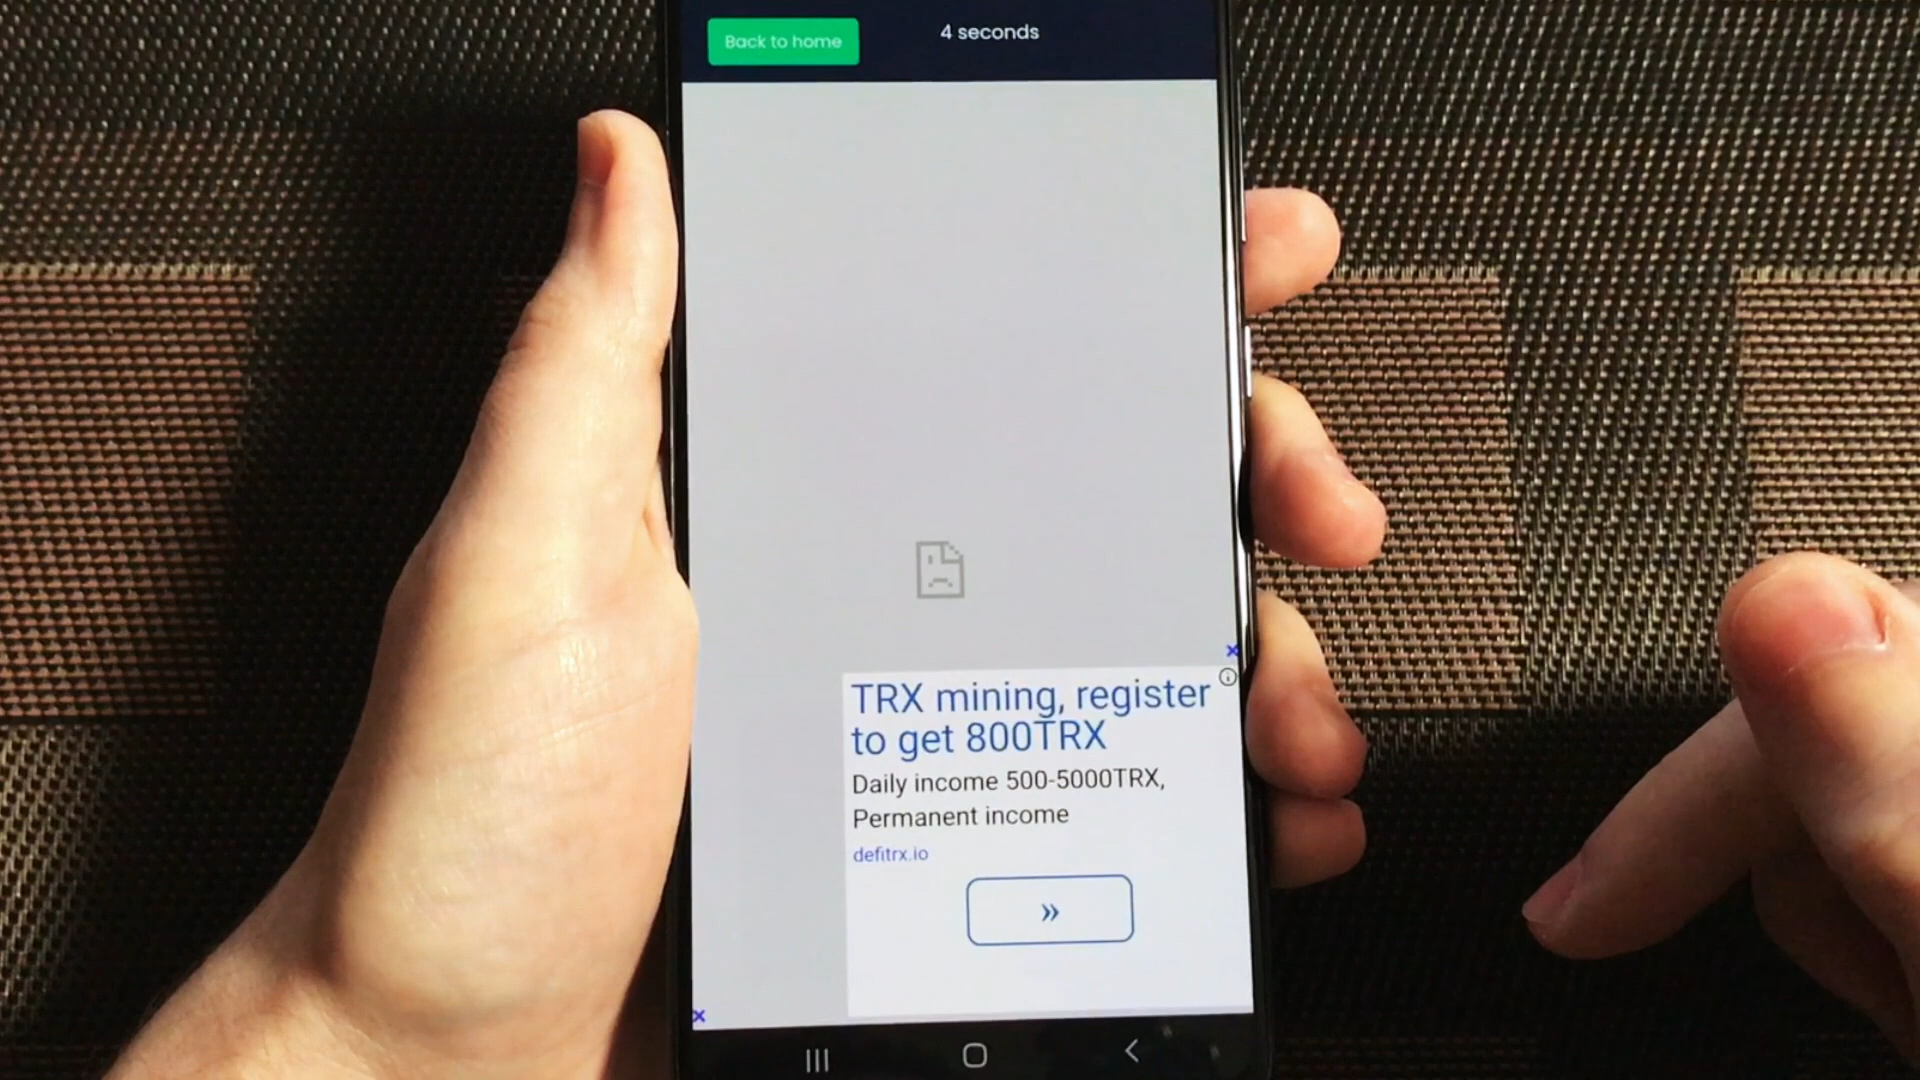 Back to home
4 seconds
TRX mining, register
to get 800TRX
Daily income 500-5000TRX,
Permanent income
defitrx.io
»